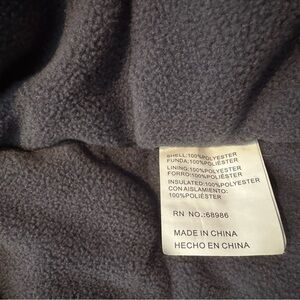 SHELL:100%POLYESTER
FUNDA:100%POLIÉSTER
LINING:100%POLYESTER
FORRO:100%POLIÉSTER
INSULATED:100%POLYESTER
CON AISLAMIENTO:
100%POLIÉSTER
RN NO.:68986
MADE IN CHINA
HECHO EN CHINA